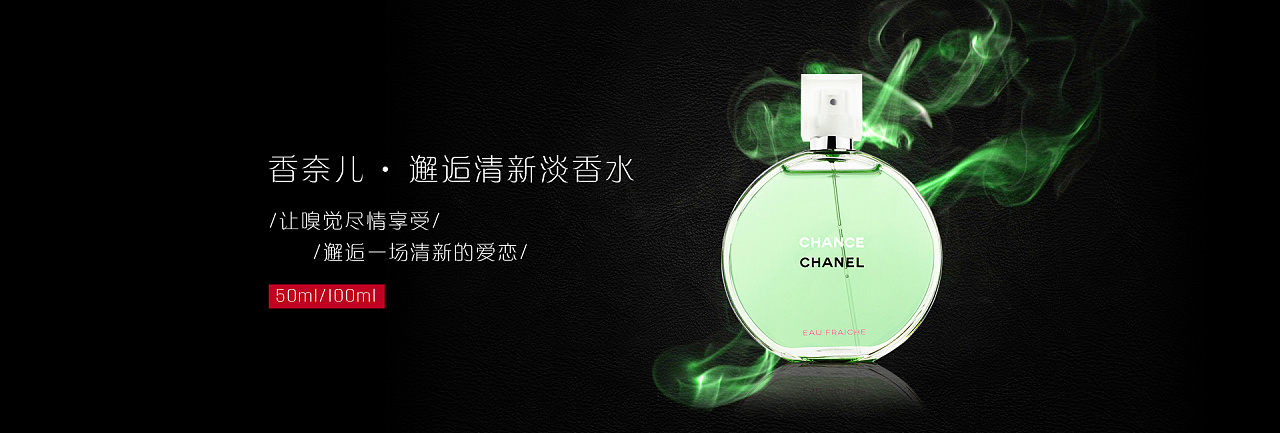 香奈儿 · 邂逅清新淡香水
/让嗅觉尽情享受/
/邂逅一场清新的爱恋/
50ml/100ml
CHANCE
CHANEL
EAU FRAÎCHE